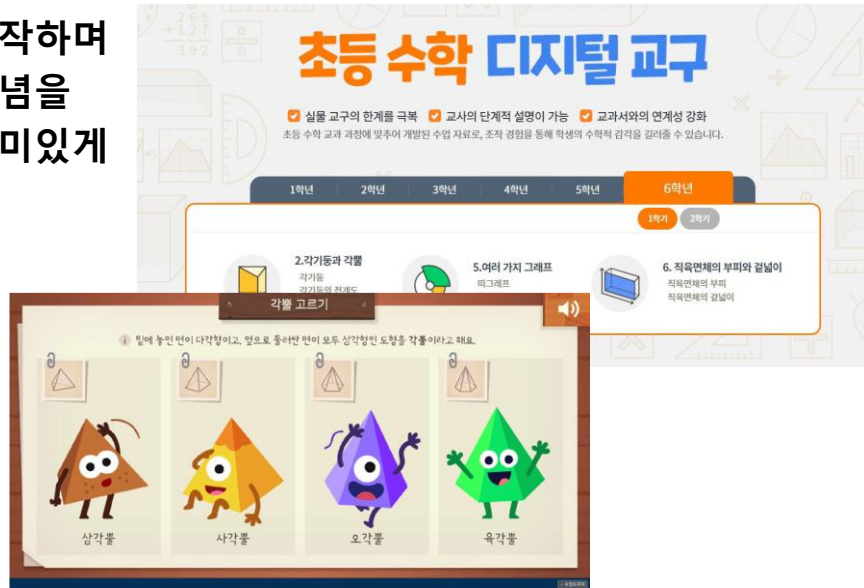 작하며
념을
미있게
초등 수학 디지털 교구
실물 교구의 한계를 극복 교사의 단계적 설명이 가능 교과서와의 연계성 강화
초등 수학 교과 과정에 맞추어 개발된 수업 자료로, 조작 경험을 통해 학생의 수학적 감각을 길러줄 수 있습니다.
1학년 2학년 3학년 4학년 5학년 6학년
1학기 2학기
2.각기둥과 각뿔
각기둥
각기둥의 전개도
5.여러 가지 그래프
띠그래프
6. 직육면체의 부피와 겉넓이
직육면체의 부피
직육면체의 겉넓이
각뿔 고르기
밑에 놓인 면이 다각형이고, 옆으로 둘러싼 면이 모두 삼각형인 도형을 각뿔이라고 해요.
삼각뿔 사각뿔 오각뿔 육각뿔